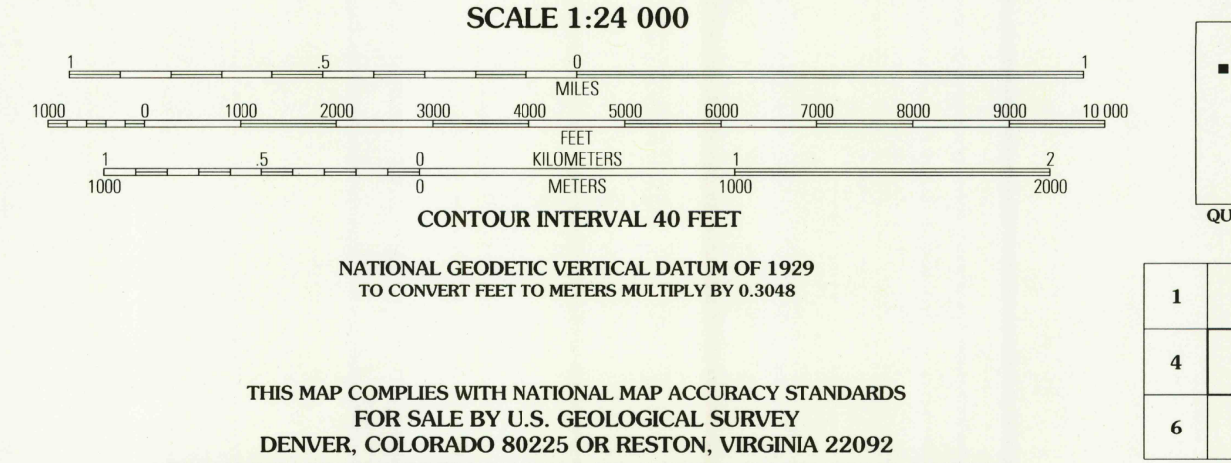 SCALE 1:24 000
1 .5 0 1
MILES
1000 0 1000 2000 3000 4000 5000 6000 7000 8000 9000 10 000
FEET
1 .5 0 KILOMETERS 1 2
1000 0 METERS 1000 2000
CONTOUR INTERVAL 40 FEET
NATIONAL GEODETIC VERTICAL DATUM OF 1929
TO CONVERT FEET TO METERS MULTIPLY BY 0.3048
THIS MAP COMPLIES WITH NATIONAL MAP ACCURACY STANDARDS
FOR SALE BY U.S. GEOLOGICAL SURVEY
DENVER, COLORADO 80225 OR RESTON, VIRGINIA 22092
QU
1
4
6